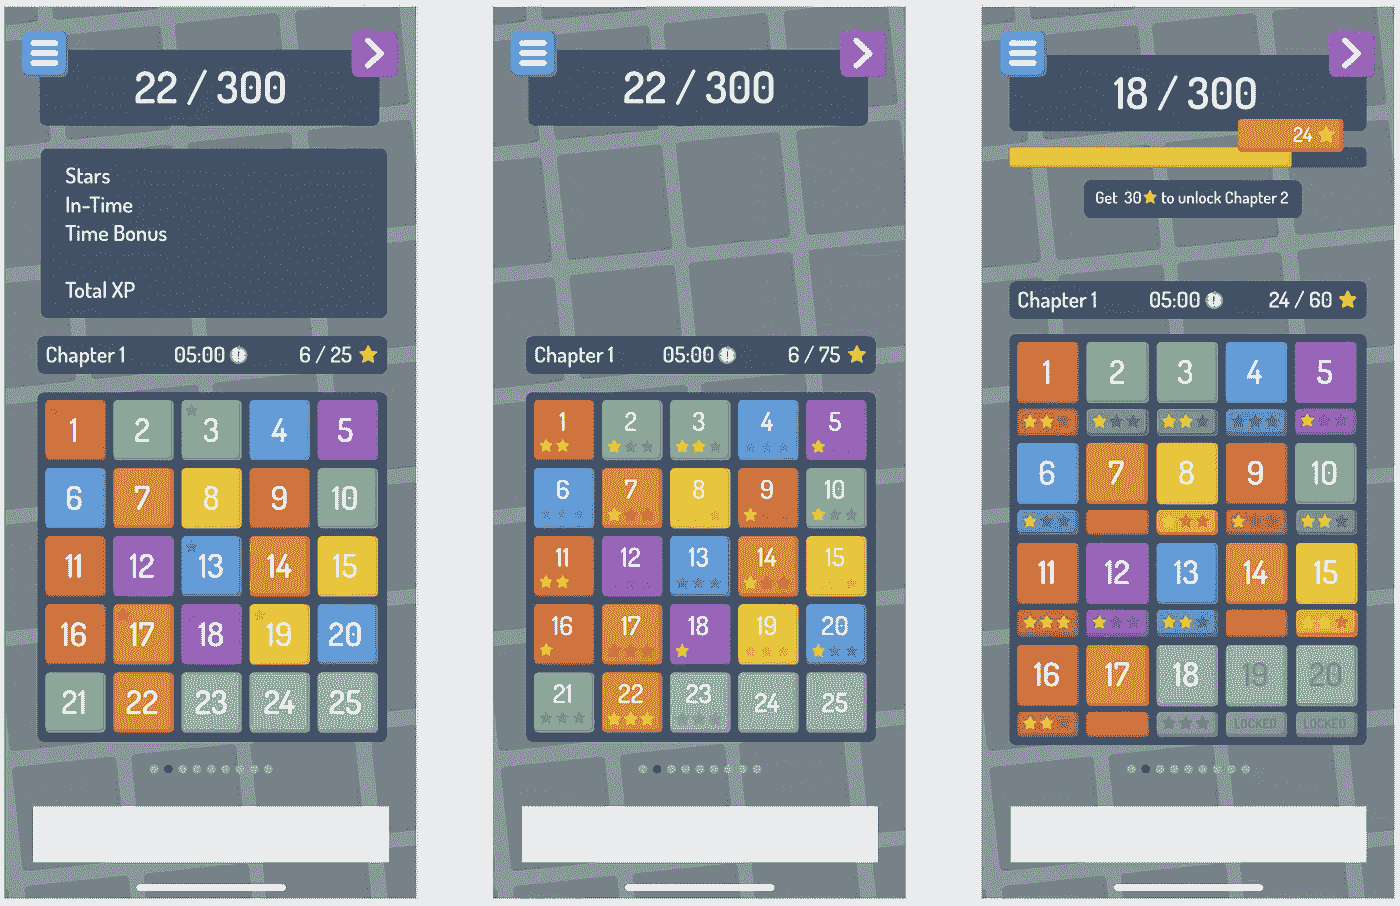 22 / 300
Stars
In-Time
Time Bonus
Total XP
Chapter 1 05:00 6 / 25
1 2 3 4 5
6 7 8 9 10
11 12 13 14 15
16 17 18 19 20
21 22 23 24 25
22 / 300
Chapter 1 05:00 6 / 75
1 2 3 4 5
6 7 8 9 10
11 12 13 14 15
16 17 18 19 20
21 22 23 24 25
18 / 300
24
Get 30 to unlock Chapter 2
Chapter 1 05:00 24 / 60
1 2 3 4 5
6 7 8 9 10
11 12 13 14 15
16 17 18 19 20
LOCKED LOCKED